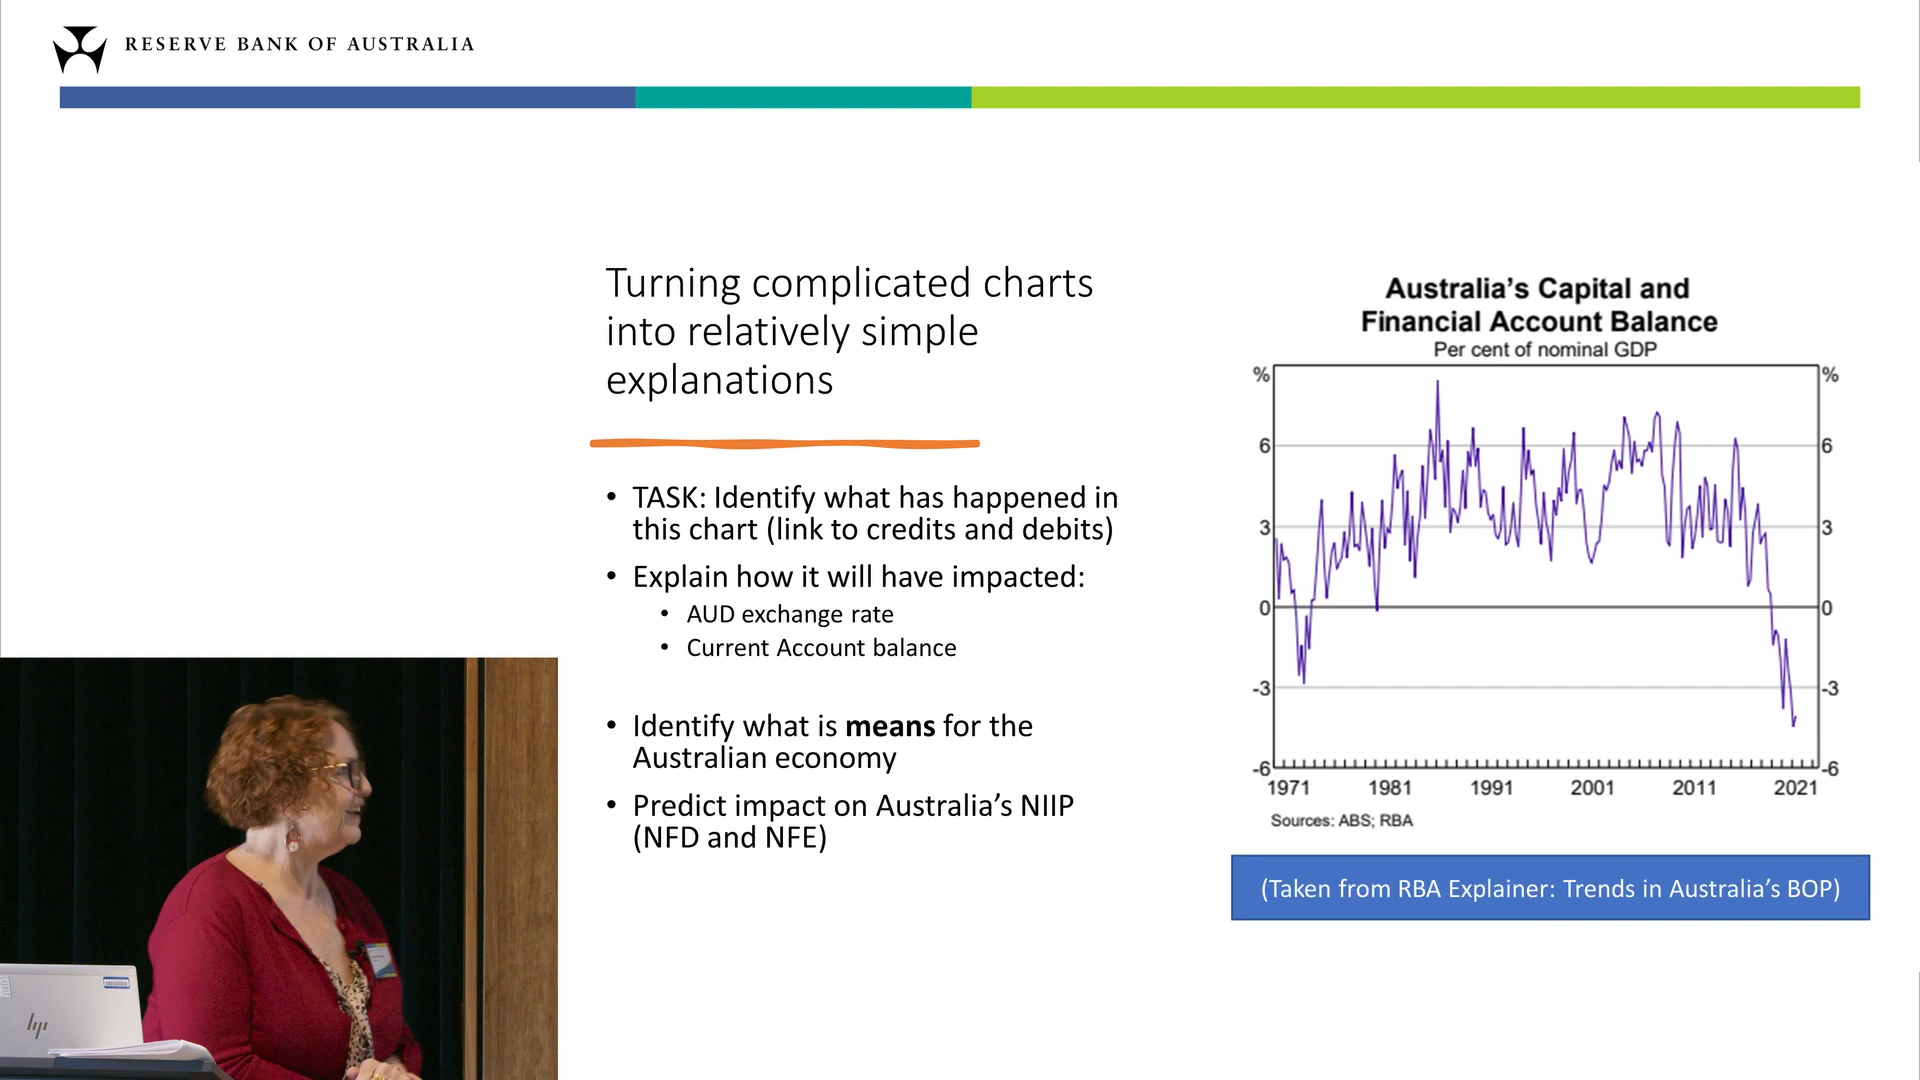 RESERVE BANK OF AUSTRALIA
Turning complicated charts
into relatively simple
explanations
• TASK: Identify what has happened in
this chart (link to credits and debits)
• Explain how it will have impacted:
• AUD exchange rate
• Current Account balance
• Identify what is means for the
Australian economy
• Predict impact on Australia's NIIP
(NFD and NFE)
Australia's Capital and
Financial Account Balance
Per cent of nominal GDP
% %
6 6
3 3
0 0
-3 -3
-6 -6
1971 1981 1991 2001 2011 2021
Sources: ABS; RBA
(Taken from RBA Explainer: Trends in Australia's BOP)
hp